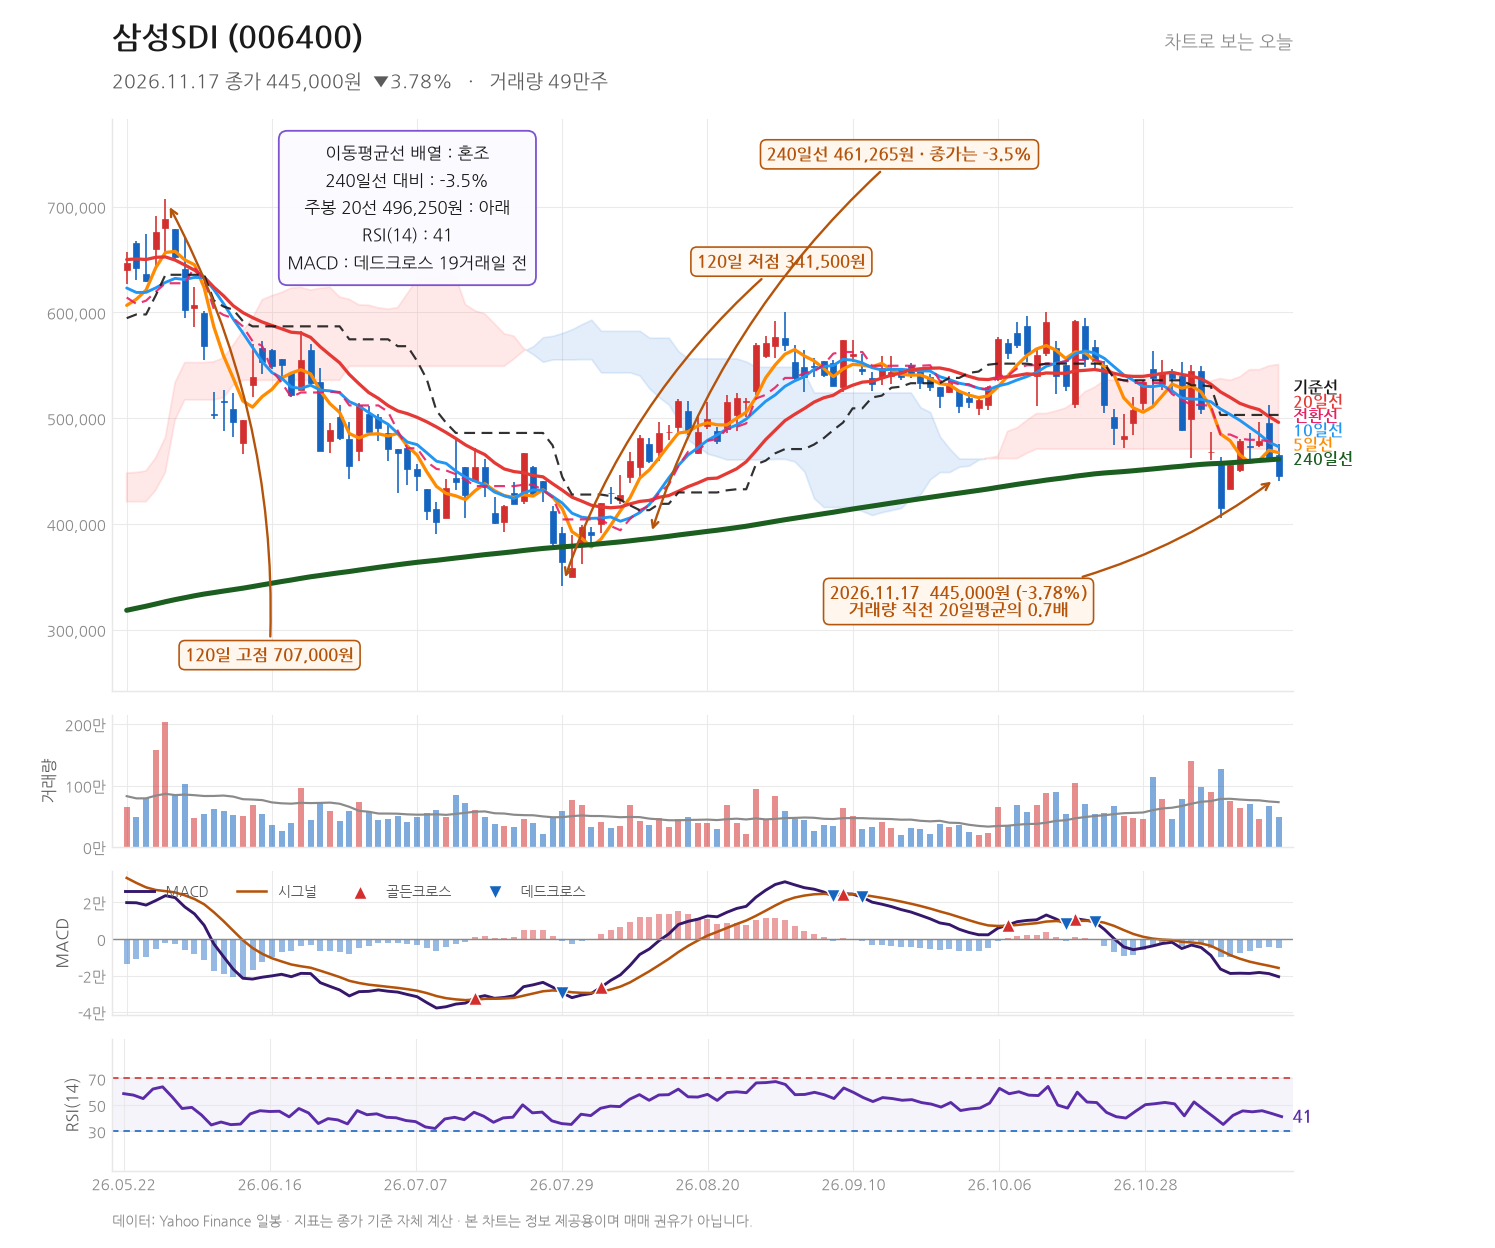 삼성SDI (006400)
차트로 보는 오늘
2026.11.17 종가 445,000원 ▼3.78% · 거래량 49만주
이동평균선 배열 : 혼조
240일선 대비 : -3.5%
주봉 20선 496,250원 : 아래
RSI(14) : 41
MACD : 데드크로스 19거래일 전
240일선 461,265원 · 종가는 -3.5%
120일 저점 341,500원
700,000
600,000
500,000
400,000
300,000
기준선
20일선
전환선
10일선
5일선
240일선
2026.11.17 445,000원 (-3.78%)
거래량 직전 20일평균의 0.7배
120일 고점 707,000원
거래량
200만
100만
0만
MACD
MACD
시그널
골든크로스
데드크로스
2만
0
-2만
-4만
RSI(14)
70
50
30
41
26.05.22
26.06.16
26.07.07
26.07.29
26.08.20
26.09.10
26.10.06
26.10.28
데이터: Yahoo Finance 일봉 · 지표는 종가 기준 자체 계산 · 본 차트는 정보 제공용이며 매매 권유가 아닙니다.